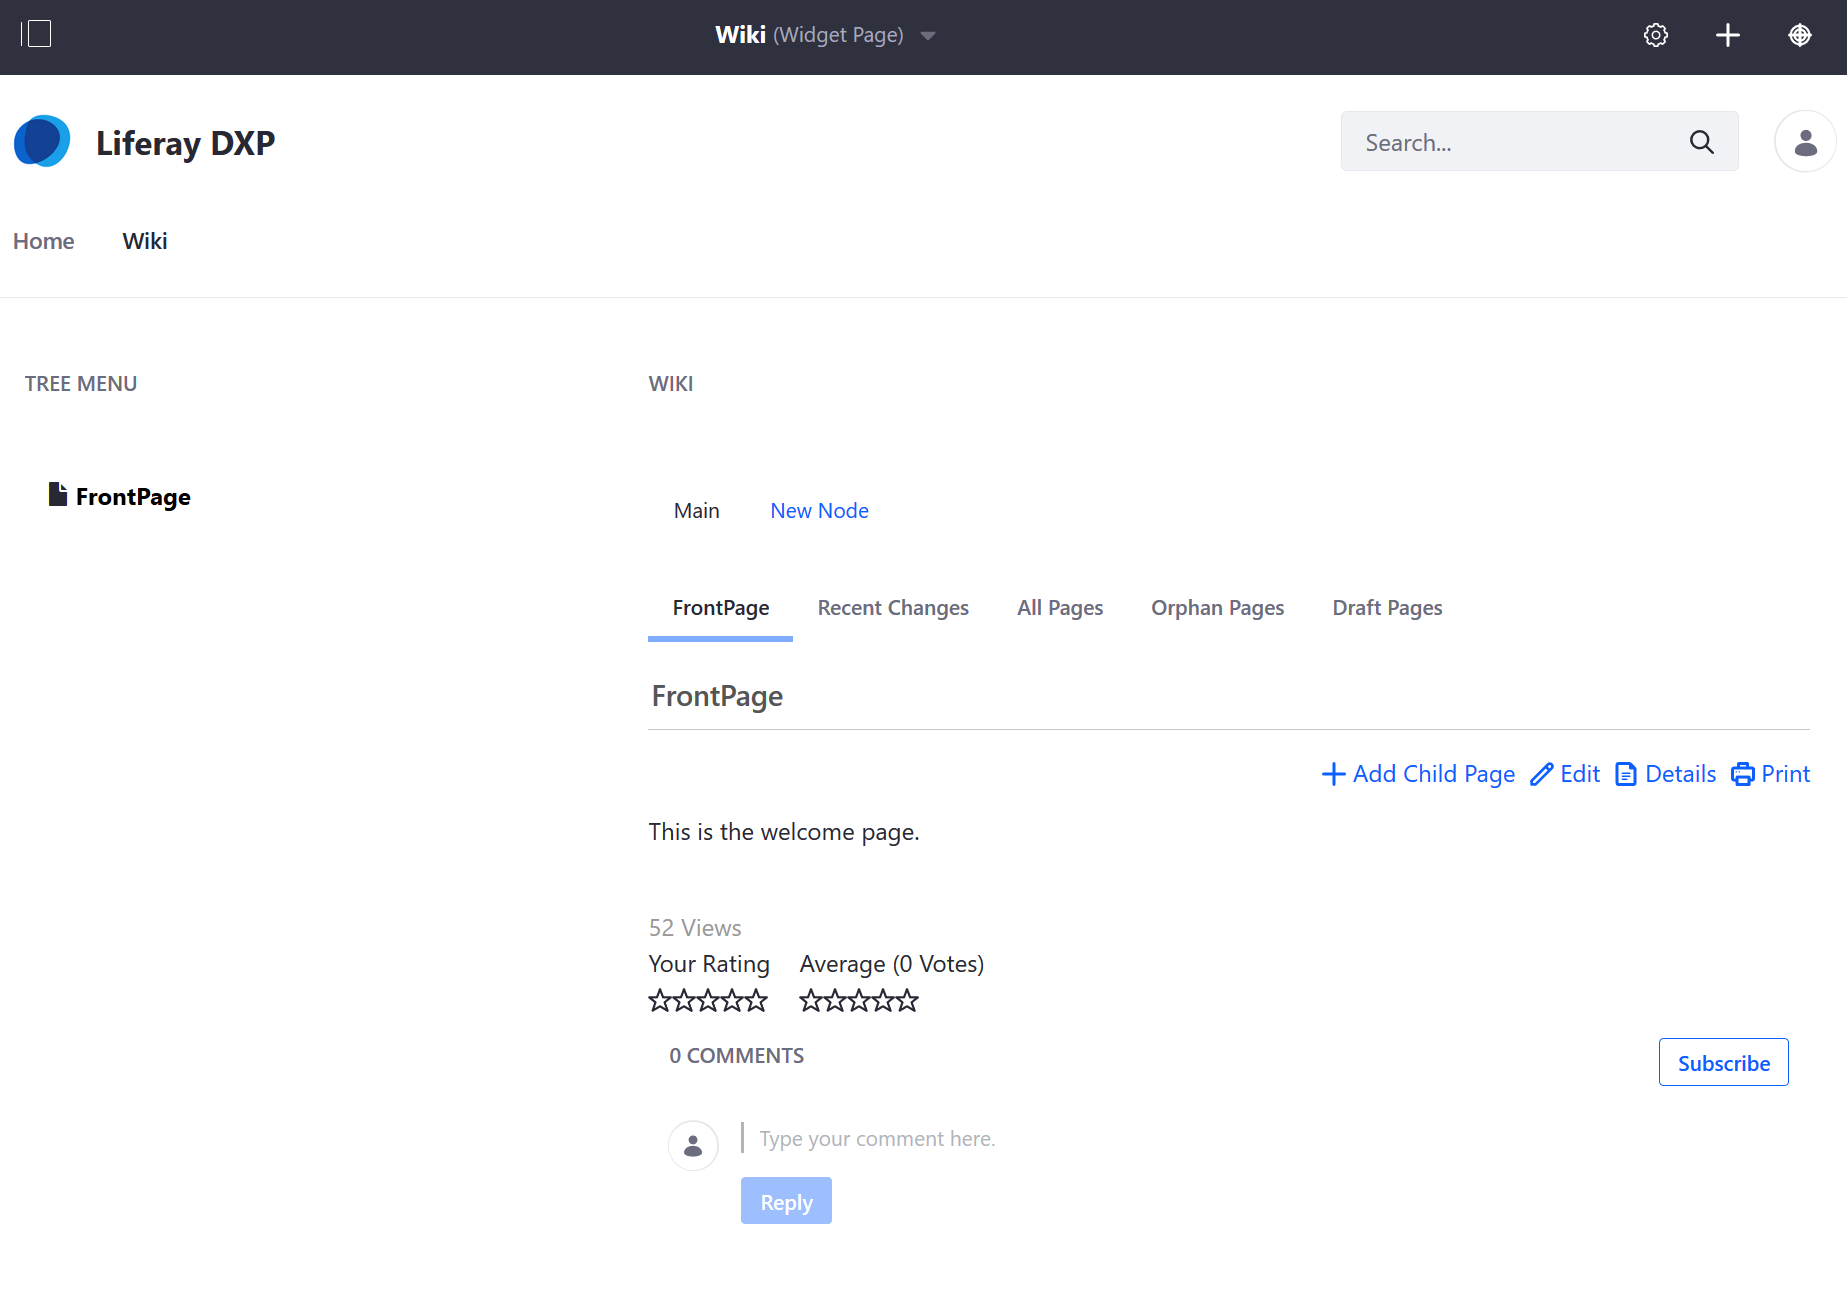 Wiki (Widget Page)
Liferay DXP
Search...
Home Wiki
TREE MENU
WIKI
FrontPage
Main New Node
FrontPage Recent Changes All Pages Orphan Pages Draft Pages
FrontPage
Add Child Page Edit Details Print
This is the welcome page.
52 Views
Your Rating Average (0 Votes)
0 COMMENTS
Subscribe
Type your comment here.
Reply